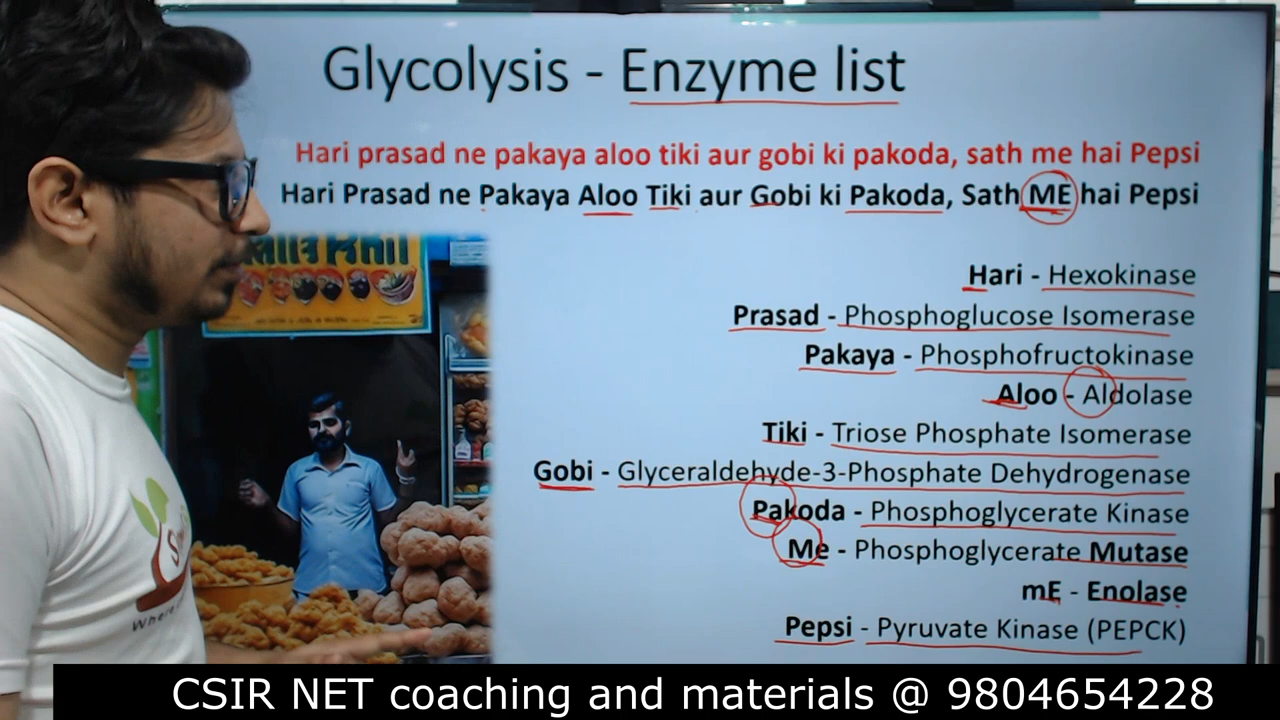 Glycolysis - Enzyme list
Hari prasad ne pakaya aloo tiki aur gobi ki pakoda, sath me hai Pepsi
Hari Prasad ne Pakaya Aloo Tiki aur Gobi ki Pakoda, Sath ME hai Pepsi
Hari - Hexokinase
Prasad - Phosphoglucose Isomerase
Pakaya - Phosphofructokinase
Aloo - Aldolase
Tiki - Triose Phosphate Isomerase
Gobi - Glyceraldehyde-3-Phosphate Dehydrogenase
Pakoda - Phosphoglycerate Kinase
Me - Phosphoglycerate Mutase
mE - Enolase
Pepsi - Pyruvate Kinase (PEPCK)
CSIR NET coaching and materials @ 9804654228